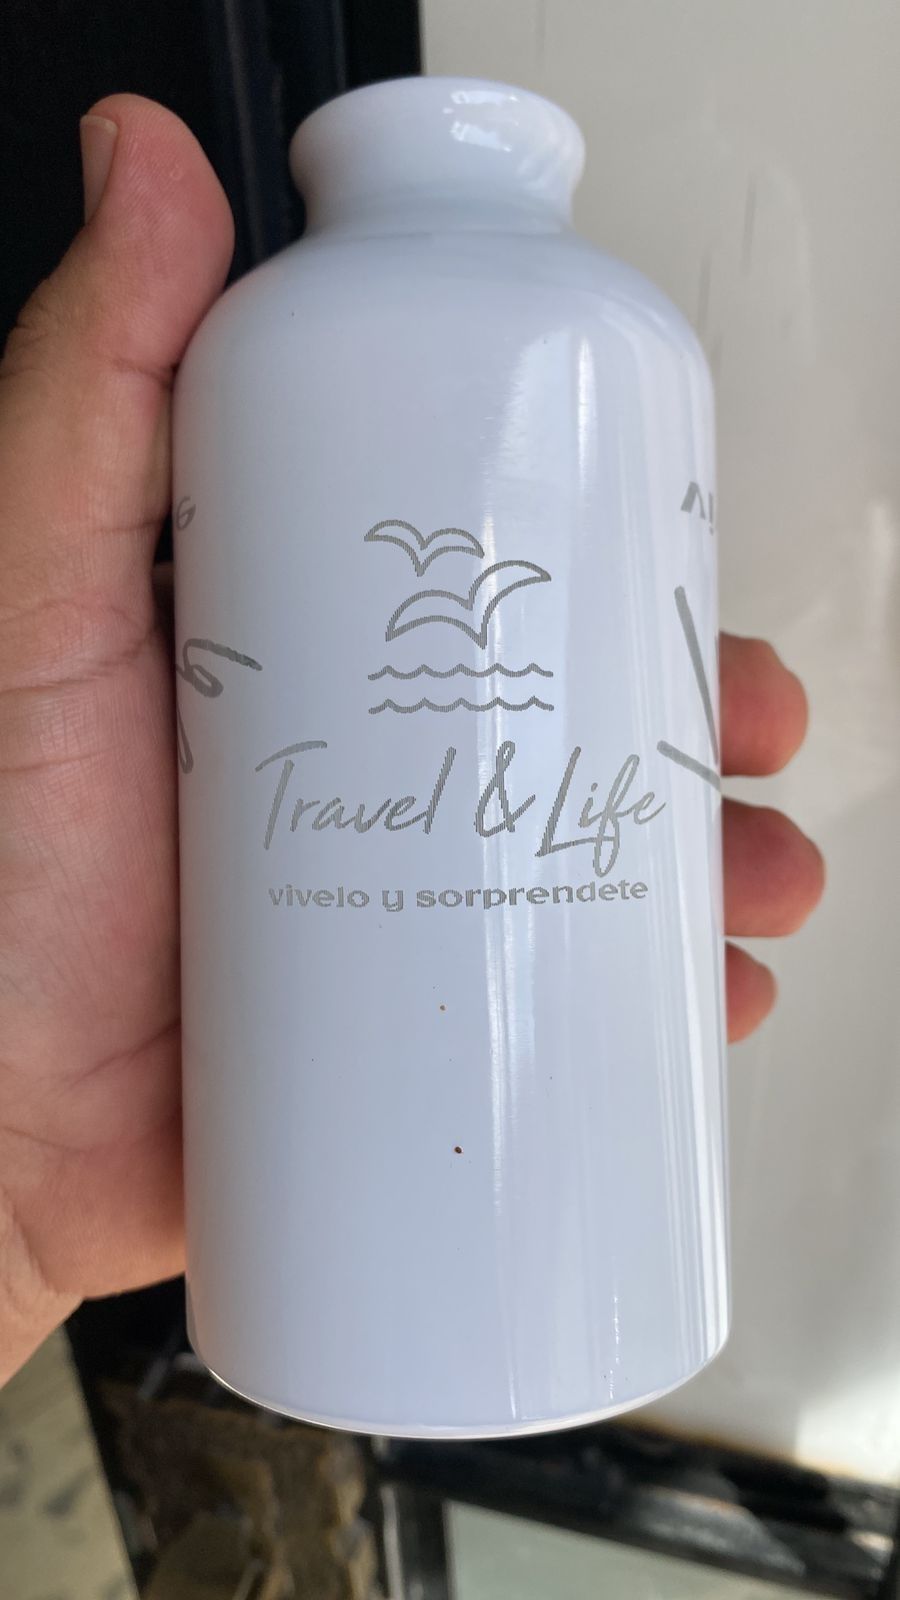 Travel & Life
vivelo y sorprendete